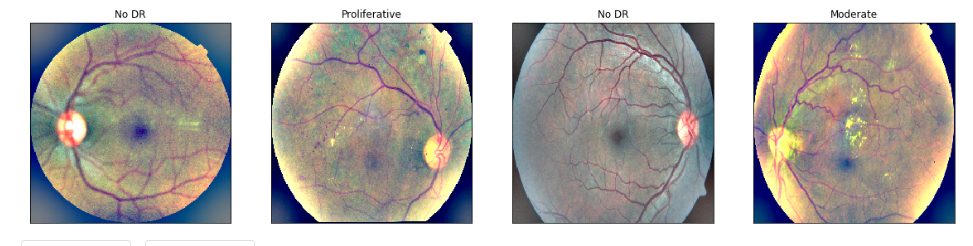 No DR
Proliferative
No DR
Moderate